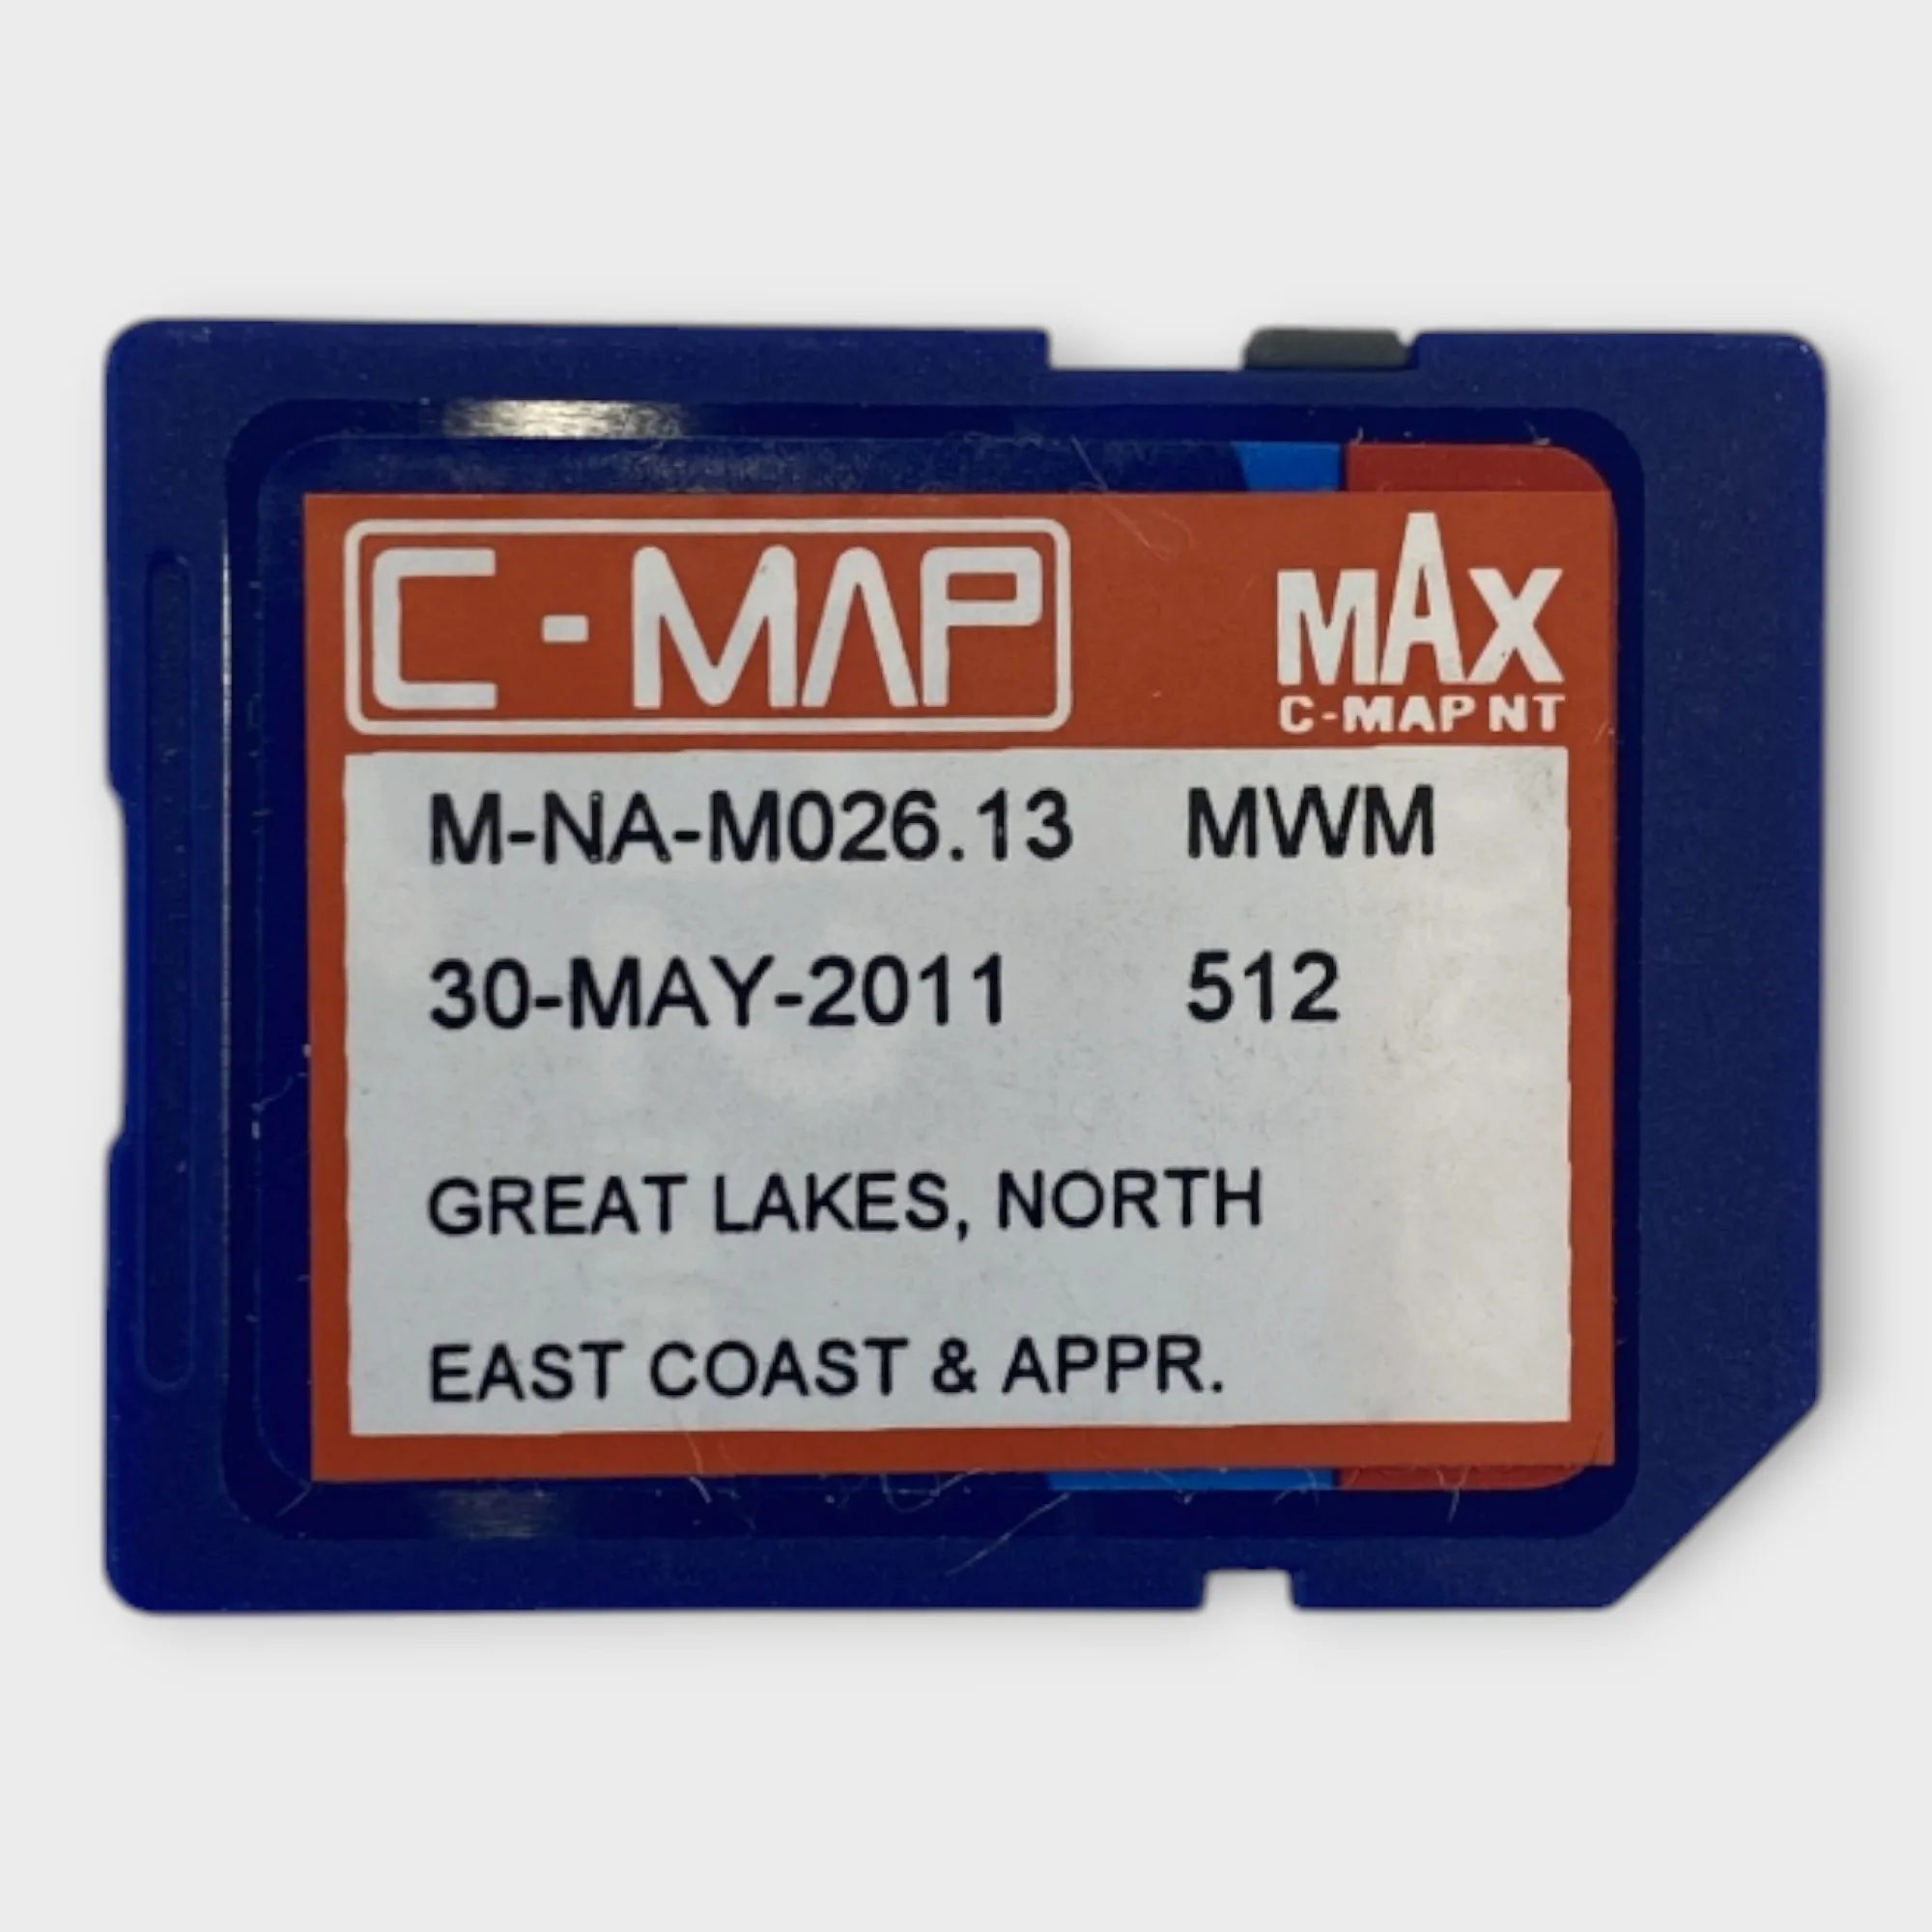 C-MAP MAX
C-MAP NT
M-NA-M026.13 MWM
30-MAY-2011 512
GREAT LAKES, NORTH
EAST COAST & APPR.